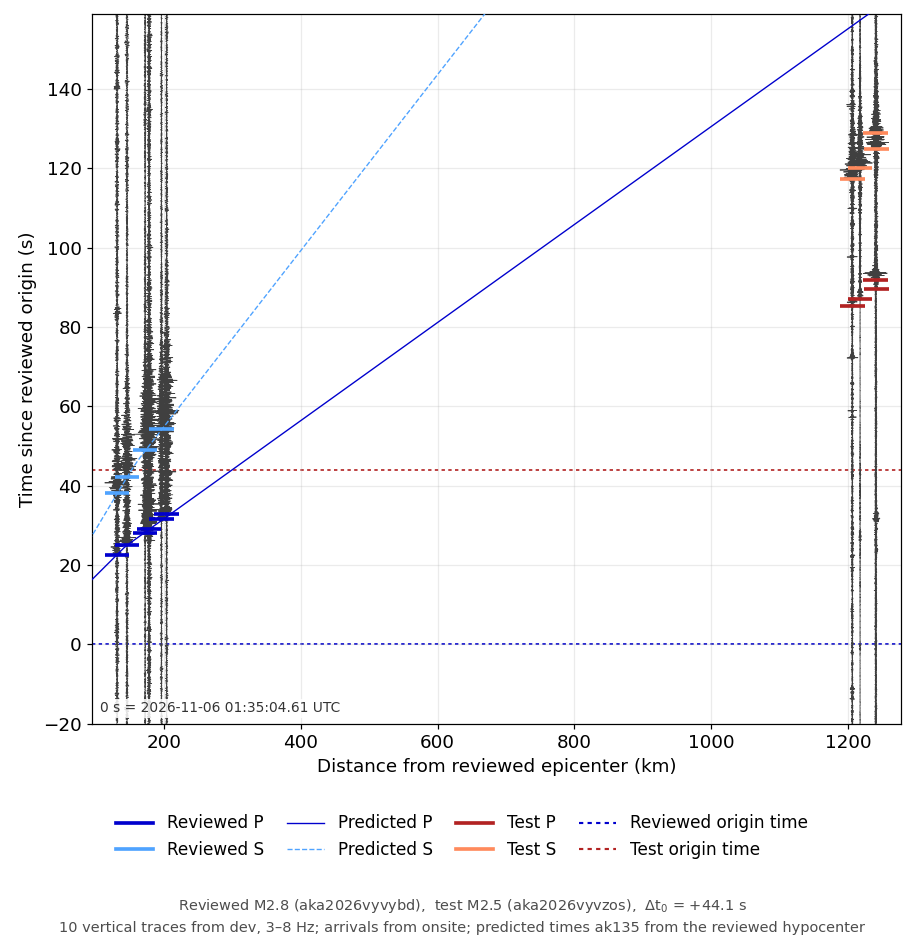 140
120
100
80
60
40
20
0
−20
Time since reviewed origin (s)
0 s = 2026-11-06 01:35:04.61 UTC
200 400 600 800 1000 1200
Distance from reviewed epicenter (km)
Reviewed P Predicted P Test P Reviewed origin time
Reviewed S Predicted S Test S Test origin time
Reviewed M2.8 (aka2026vyvybd), test M2.5 (aka2026vyvzos), Δt₀ = +44.1 s
10 vertical traces from dev, 3–8 Hz; arrivals from onsite; predicted times ak135 from the reviewed hypocenter